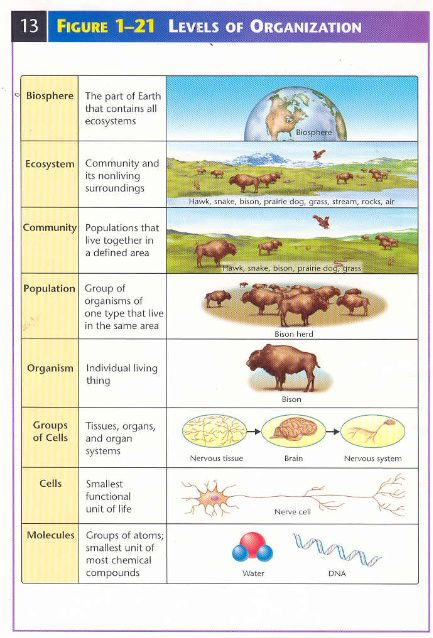 13 FIGURE 1–21 LEVELS OF ORGANIZATION
Biosphere
The part of Earth
that contains all
ecosystems
Biosphere
Ecosystem
Community and
its nonliving
surroundings
Hawk, snake, bison, prairie dog, grass, stream, rocks, air
Community
Populations that
live together in
a defined area
Hawk, snake, bison, prairie dog, grass
Population
Group of
organisms of
one type that live
in the same area
Bison herd
Organism
Individual living
thing
Bison
Groups
of Cells
Tissues, organs,
and organ
systems
Nervous tissue
Brain
Nervous system
Cells
Smallest
functional
unit of life
Nerve cell
Molecules
Groups of atoms;
smallest unit of
most chemical
compounds
Water
DNA